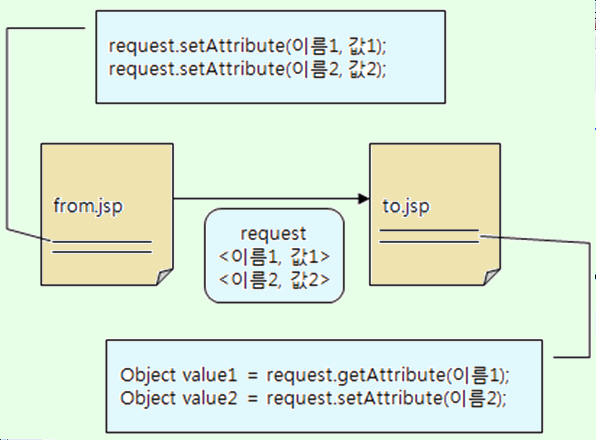 request.setAttribute(이름1, 값1);
request.setAttribute(이름2, 값2);
from.jsp
to.jsp
request
<이름1, 값1>
<이름2, 값2>
Object value1 = request.getAttribute(이름1);
Object value2 = request.setAttribute(이름2);